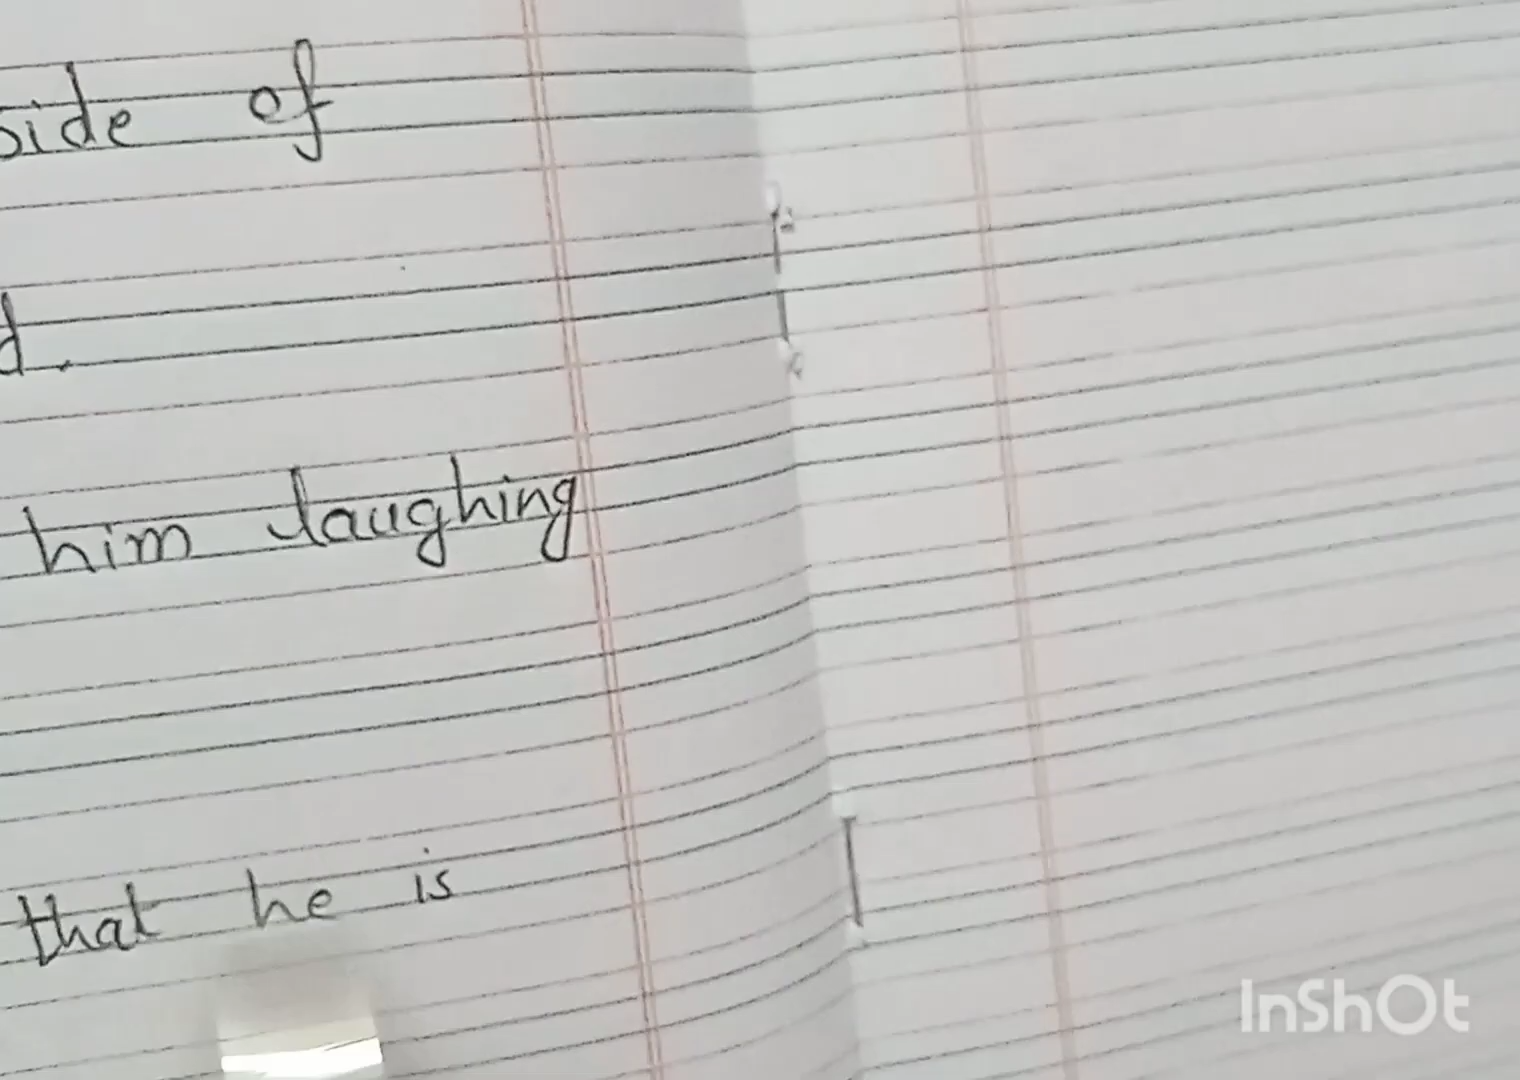 side of
d.
him laughing
that he is
InShOt